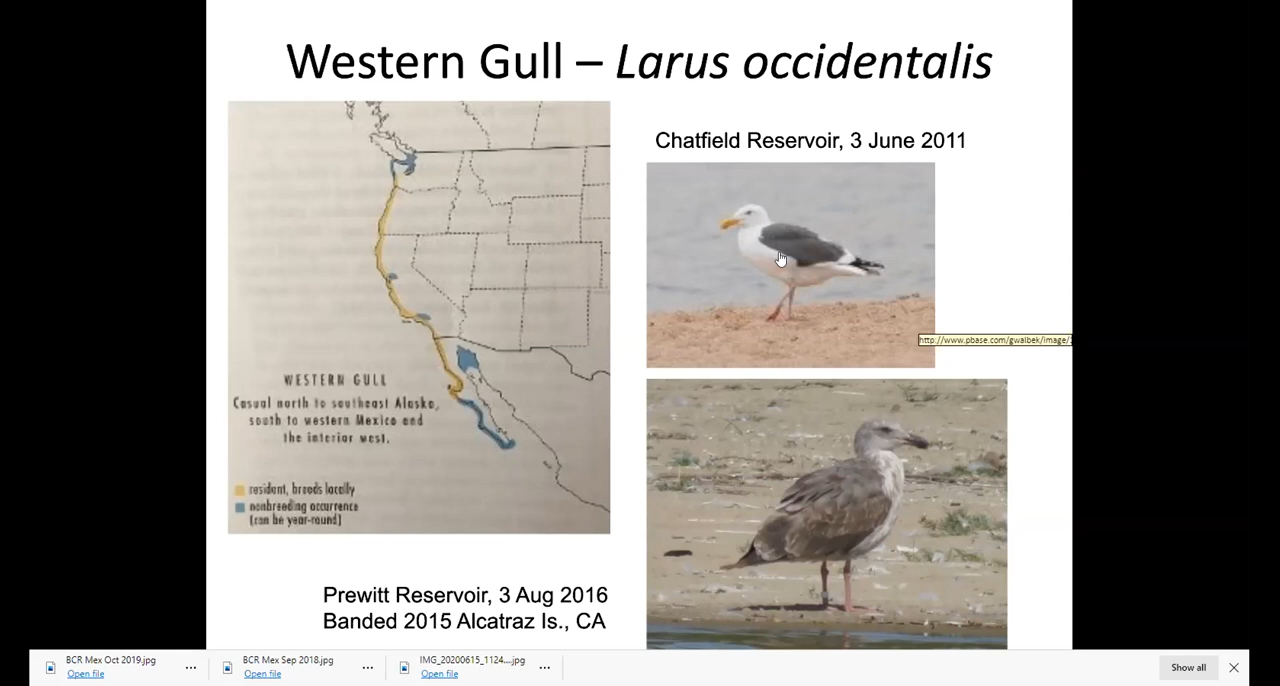 Western Gull – Larus occidentalis
Chatfield Reservoir, 3 June 2011
http://www.pbase.com/gwalbek/image/
WESTERN GULL
Casual north to southeast Alaska,
south to western Mexico and
the interior west.
resident, breeds locally
nonbreeding occurrence
(can be year-round)
Prewitt Reservoir, 3 Aug 2016
Banded 2015 Alcatraz Is., CA
BCR Mex Oct 2019.jpg
Open file
BCR Mex Sep 2018.jpg
Open file
IMG_20200615_1124....jpg
Open file
Show all